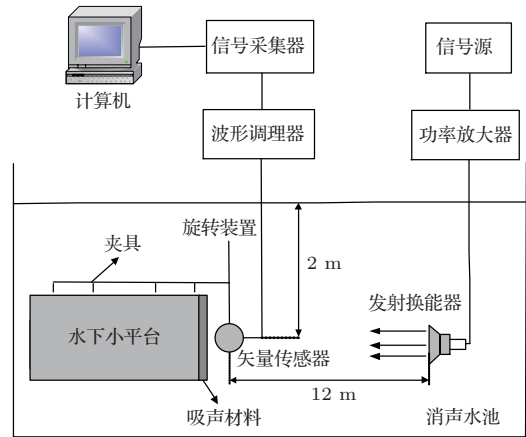 信号采集器
信号源
计算机
波形调理器
功率放大器
旋转装置
夹具
2 m
发射换能器
水下小平台
矢量传感器
12 m
吸声材料
消声水池